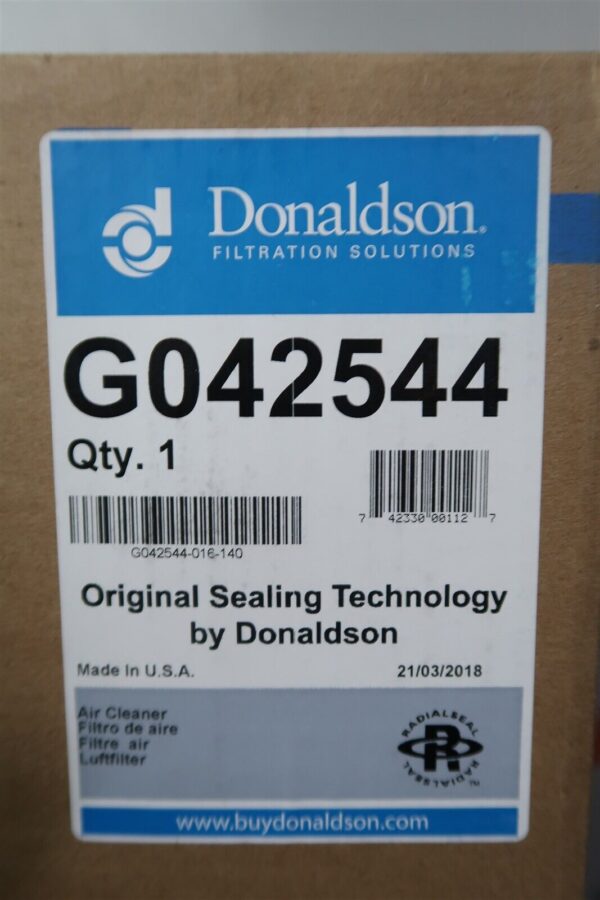 Donaldson®
FILTRATION SOLUTIONS
G042544
Qty. 1
7 42330 00112 7
G042544-016-140
Original Sealing Technology
by Donaldson
Made In U.S.A.
21/03/2018
Air Cleaner
Filtro de aire
Filtre air
Luftfilter
RADIALSEAL
R
RADIALSEAL™
www.buydonaldson.com